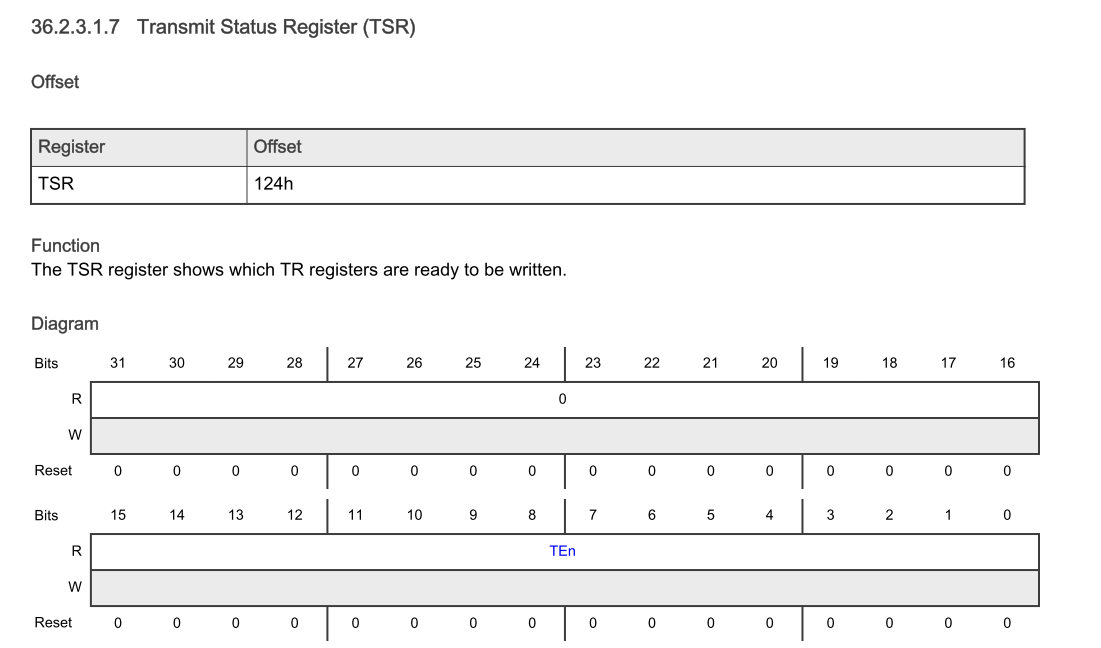 36.2.3.1.7 Transmit Status Register (TSR)
Offset
Register Offset
TSR 124h
Function
The TSR register shows which TR registers are ready to be written.
Diagram
Bits 31 30 29 28 27 26 25 24 23 22 21 20 19 18 17 16
R 0
W
Reset 0 0 0 0 0 0 0 0 0 0 0 0 0 0 0 0
Bits 15 14 13 12 11 10 9 8 7 6 5 4 3 2 1 0
R TEn
W
Reset 0 0 0 0 0 0 0 0 0 0 0 0 0 0 0 0